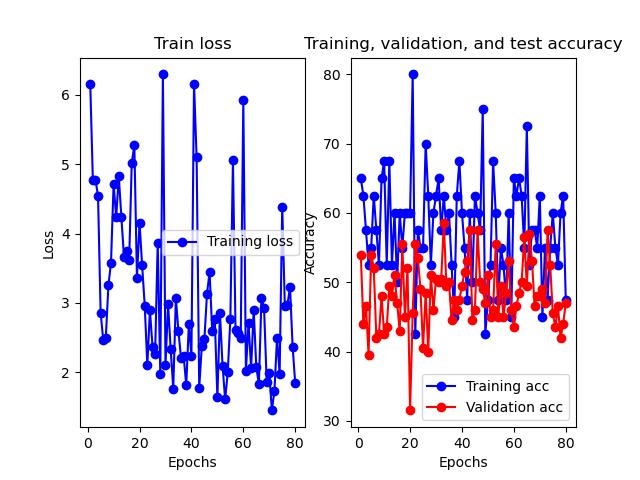 Train loss
Training, validation, and test accuracy
Loss
6
5
4
3
2
Training loss
0
20
40
60
80
Epochs
Accuracy
80
70
60
50
40
30
Training acc
Validation acc
0
20
40
60
80
Epochs